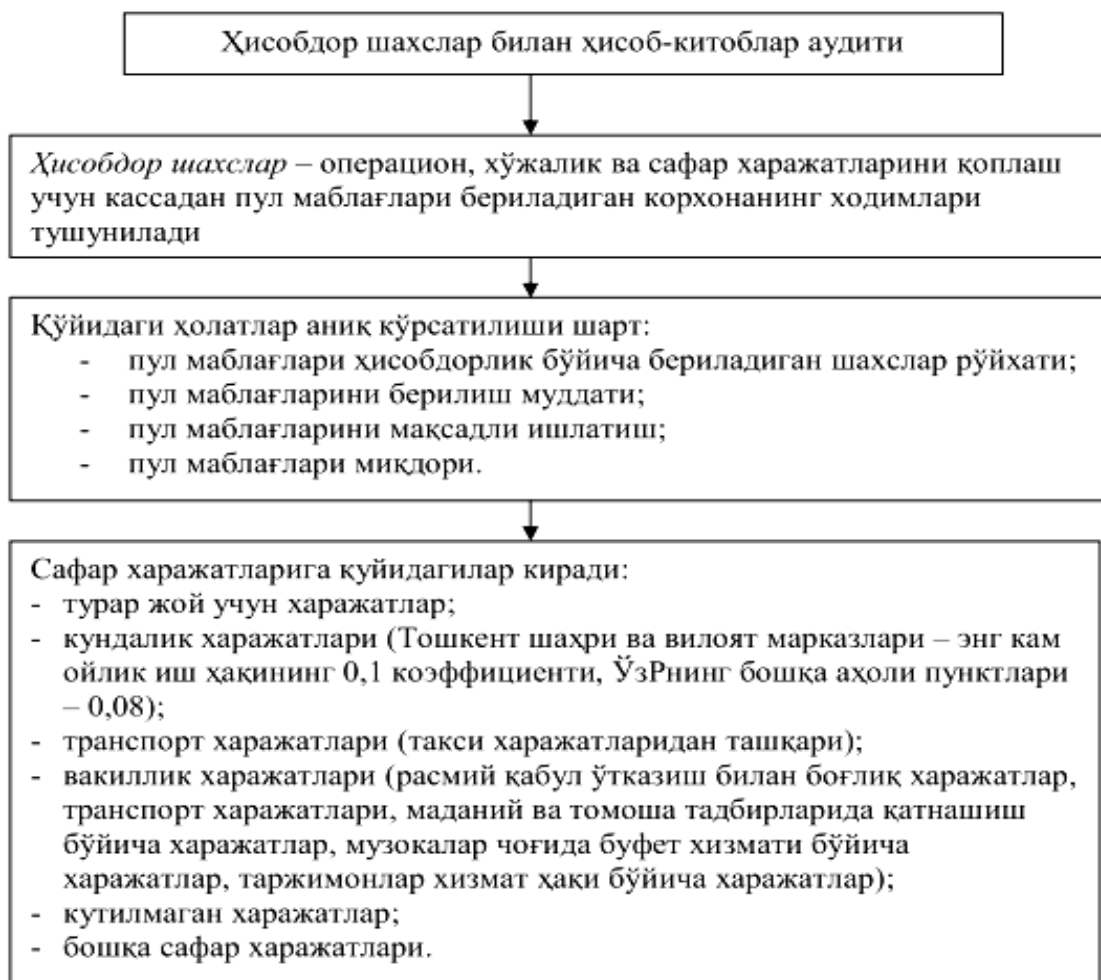 Ҳисобдор шахслар билан ҳисоб-китоблар аудити
Ҳисобдор шахслар – операцион, хўжалик ва сафар харажатларини қоплаш
учун кассадан пул маблағлари бериладиган корхонанинг ходимлари
тушунилади
Қўйидаги ҳолатлар аниқ кўрсатилиши шарт:
- пул маблағлари ҳисобдорлик бўйича бериладиган шахслар рўйхати;
- пул маблағларини берилиш муддати;
- пул маблағларини мақсадли ишлатиш;
- пул маблағлари миқдори.
Сафар харажатларига қуйидагилар киради:
- турар жой учун харажатлар;
- кундалик харажатлари (Тошкент шаҳри ва вилоят марказлари – энг кам
ойлик иш ҳақининг 0,1 коэффициенти, ЎзРнинг бошқа аҳоли пунктлари
– 0,08);
- транспорт харажатлари (такси харажатларидан ташқари);
- вакиллик харажатлари (расмий қабул ўтказиш билан боғлиқ харажатлар,
транспорт харажатлари, маданий ва томоша тадбирларида қатнашиш
бўйича харажатлар, музокалар чоғида буфет хизмати бўйича
харажатлар, таржимонлар хизмат ҳақи бўйича харажатлар);
- кутилмаган харажатлар;
- бошқа сафар харажатлари.